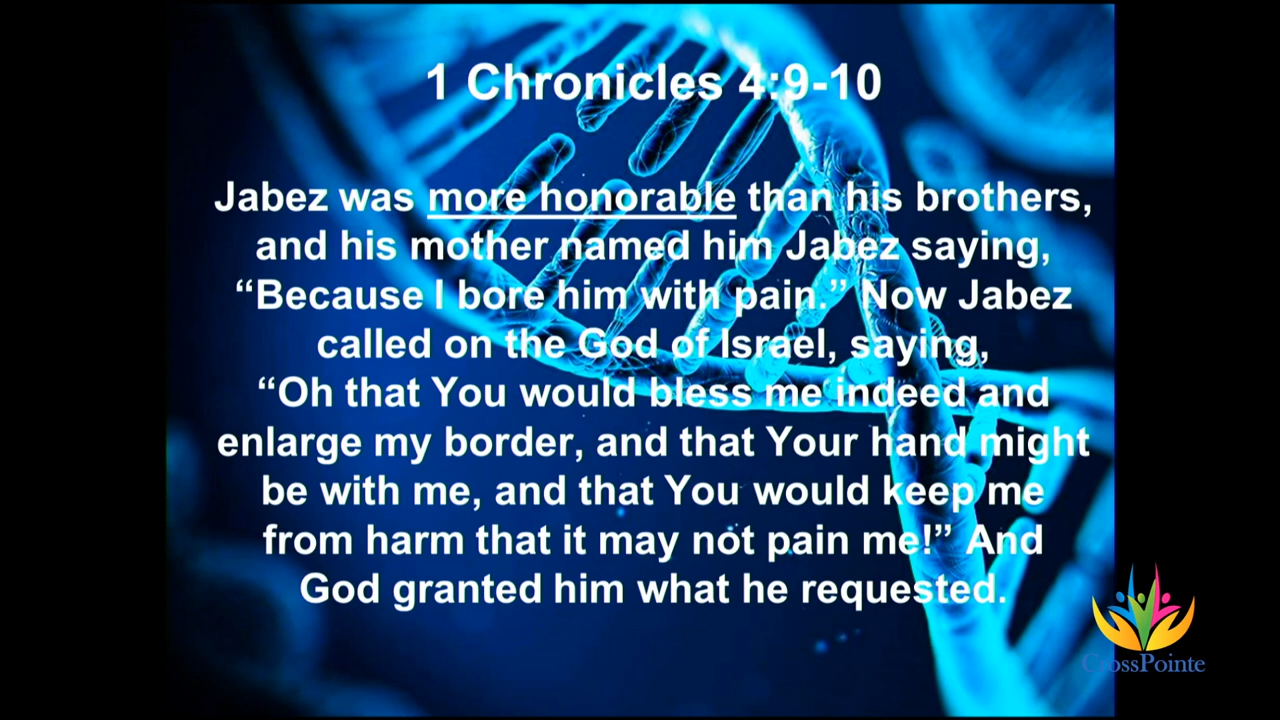 1 Chronicles 4:9-10
Jabez was more honorable than his brothers,
and his mother named him Jabez saying,
“Because I bore him with pain.” Now Jabez
called on the God of Israel, saying,
“Oh that You would bless me indeed and
enlarge my border, and that Your hand might
be with me, and that You would keep me
from harm that it may not pain me!” And
God granted him what he requested.
CrossPointe